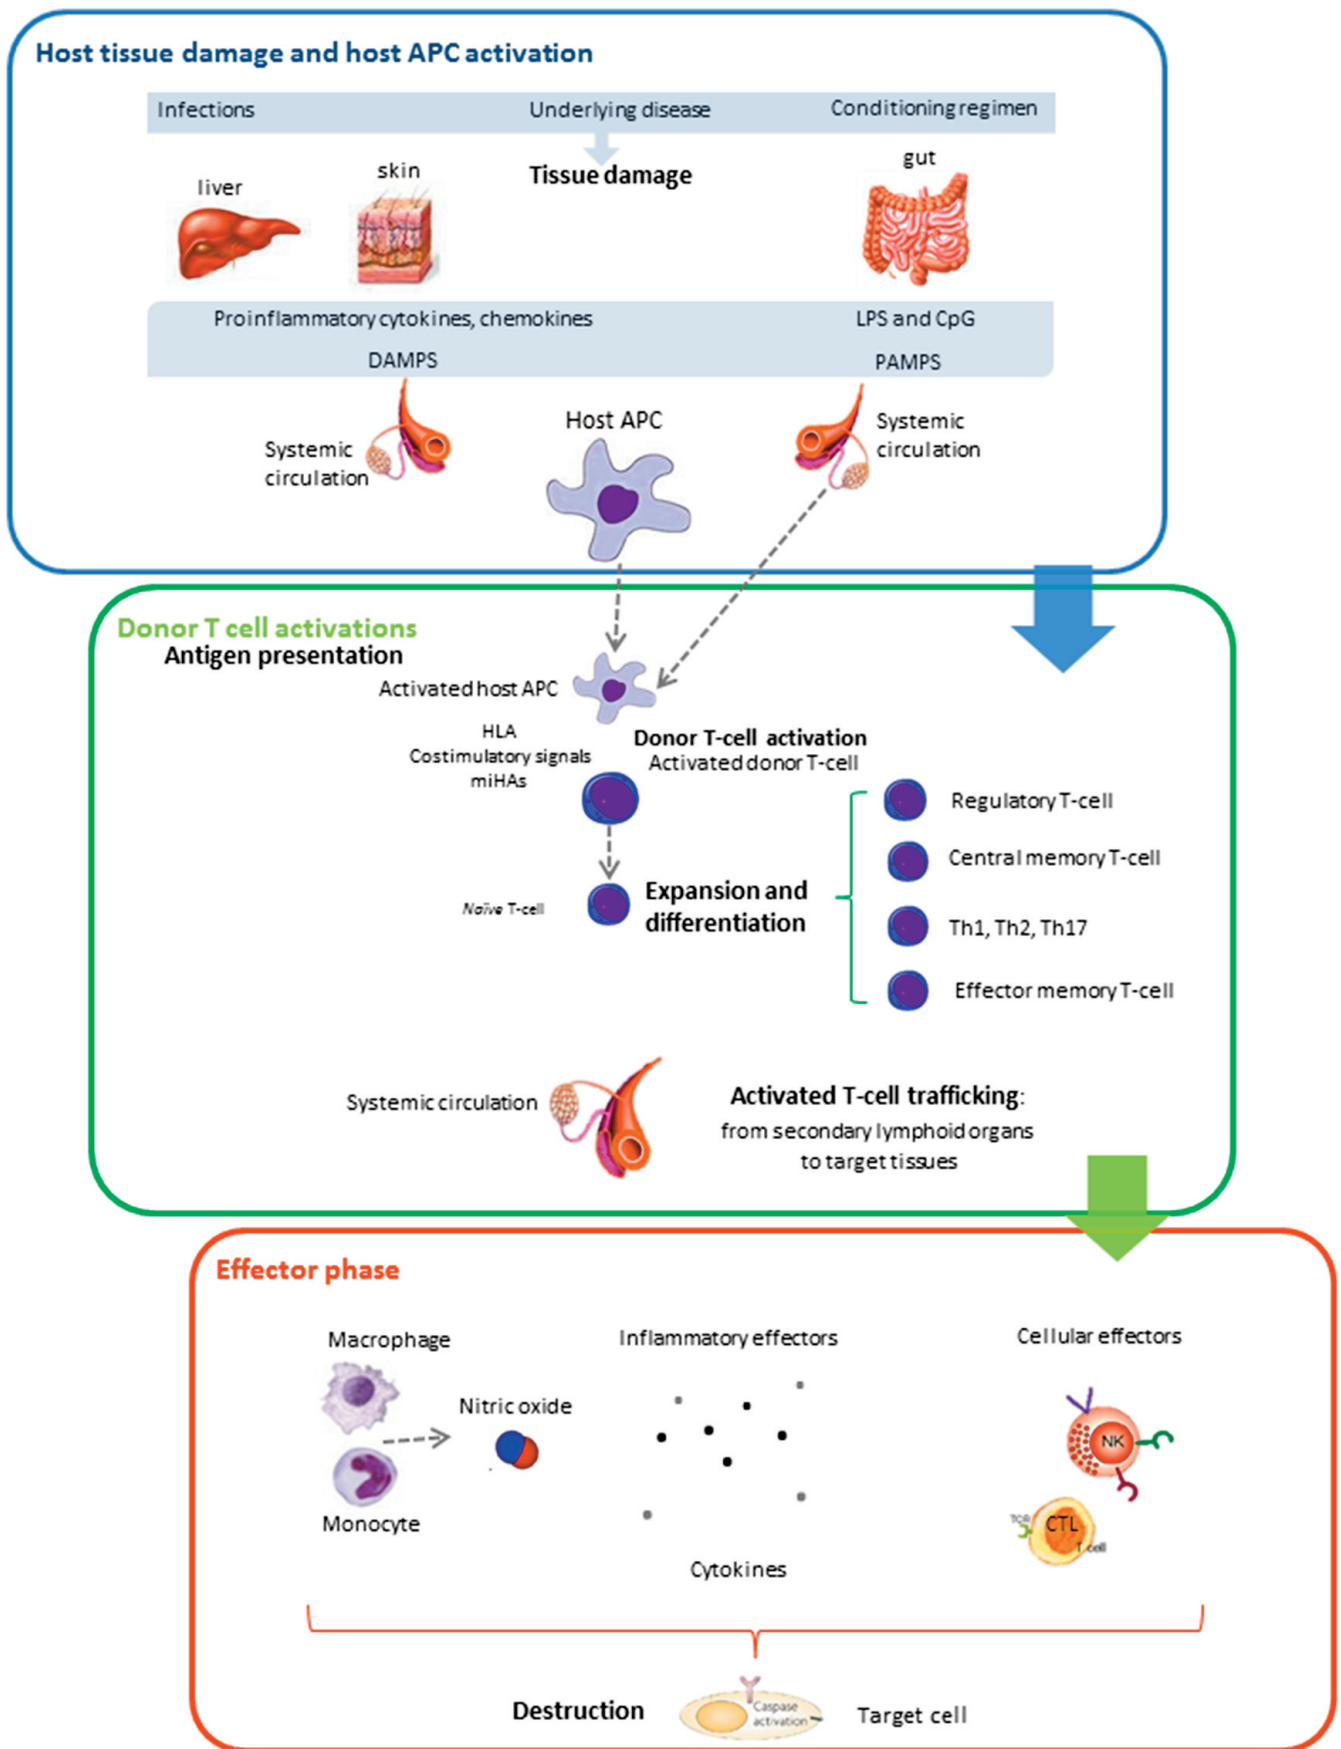 Host tissue damage and host APC activation
Infections
Underlying disease
Conditioning regimen
liver
skin
Tissue damage
gut
Proinflammatory cytokines, chemokines
LPS and CpG
DAMPS
PAMPS
Systemic
circulation
Host APC
Systemic
circulation
Donor T cell activations
Antigen presentation
Activated host APC
HLA
Costimulatory signals
miHAs
Donor T-cell activation
Activated donor T-cell
Regulatory T-cell
Central memory T-cell
Naïve T-cell
Expansion and
differentiation
Th1, Th2, Th17
Effector memory T-cell
Systemic circulation
Activated T-cell trafficking:
from secondary lymphoid organs
to target tissues
Effector phase
Macrophage
Inflammatory effectors
Cellular effectors
Nitric oxide
NK
Monocyte
TCR
CTL
T cell
Cytokines
Destruction
Caspase
activation
Target cell